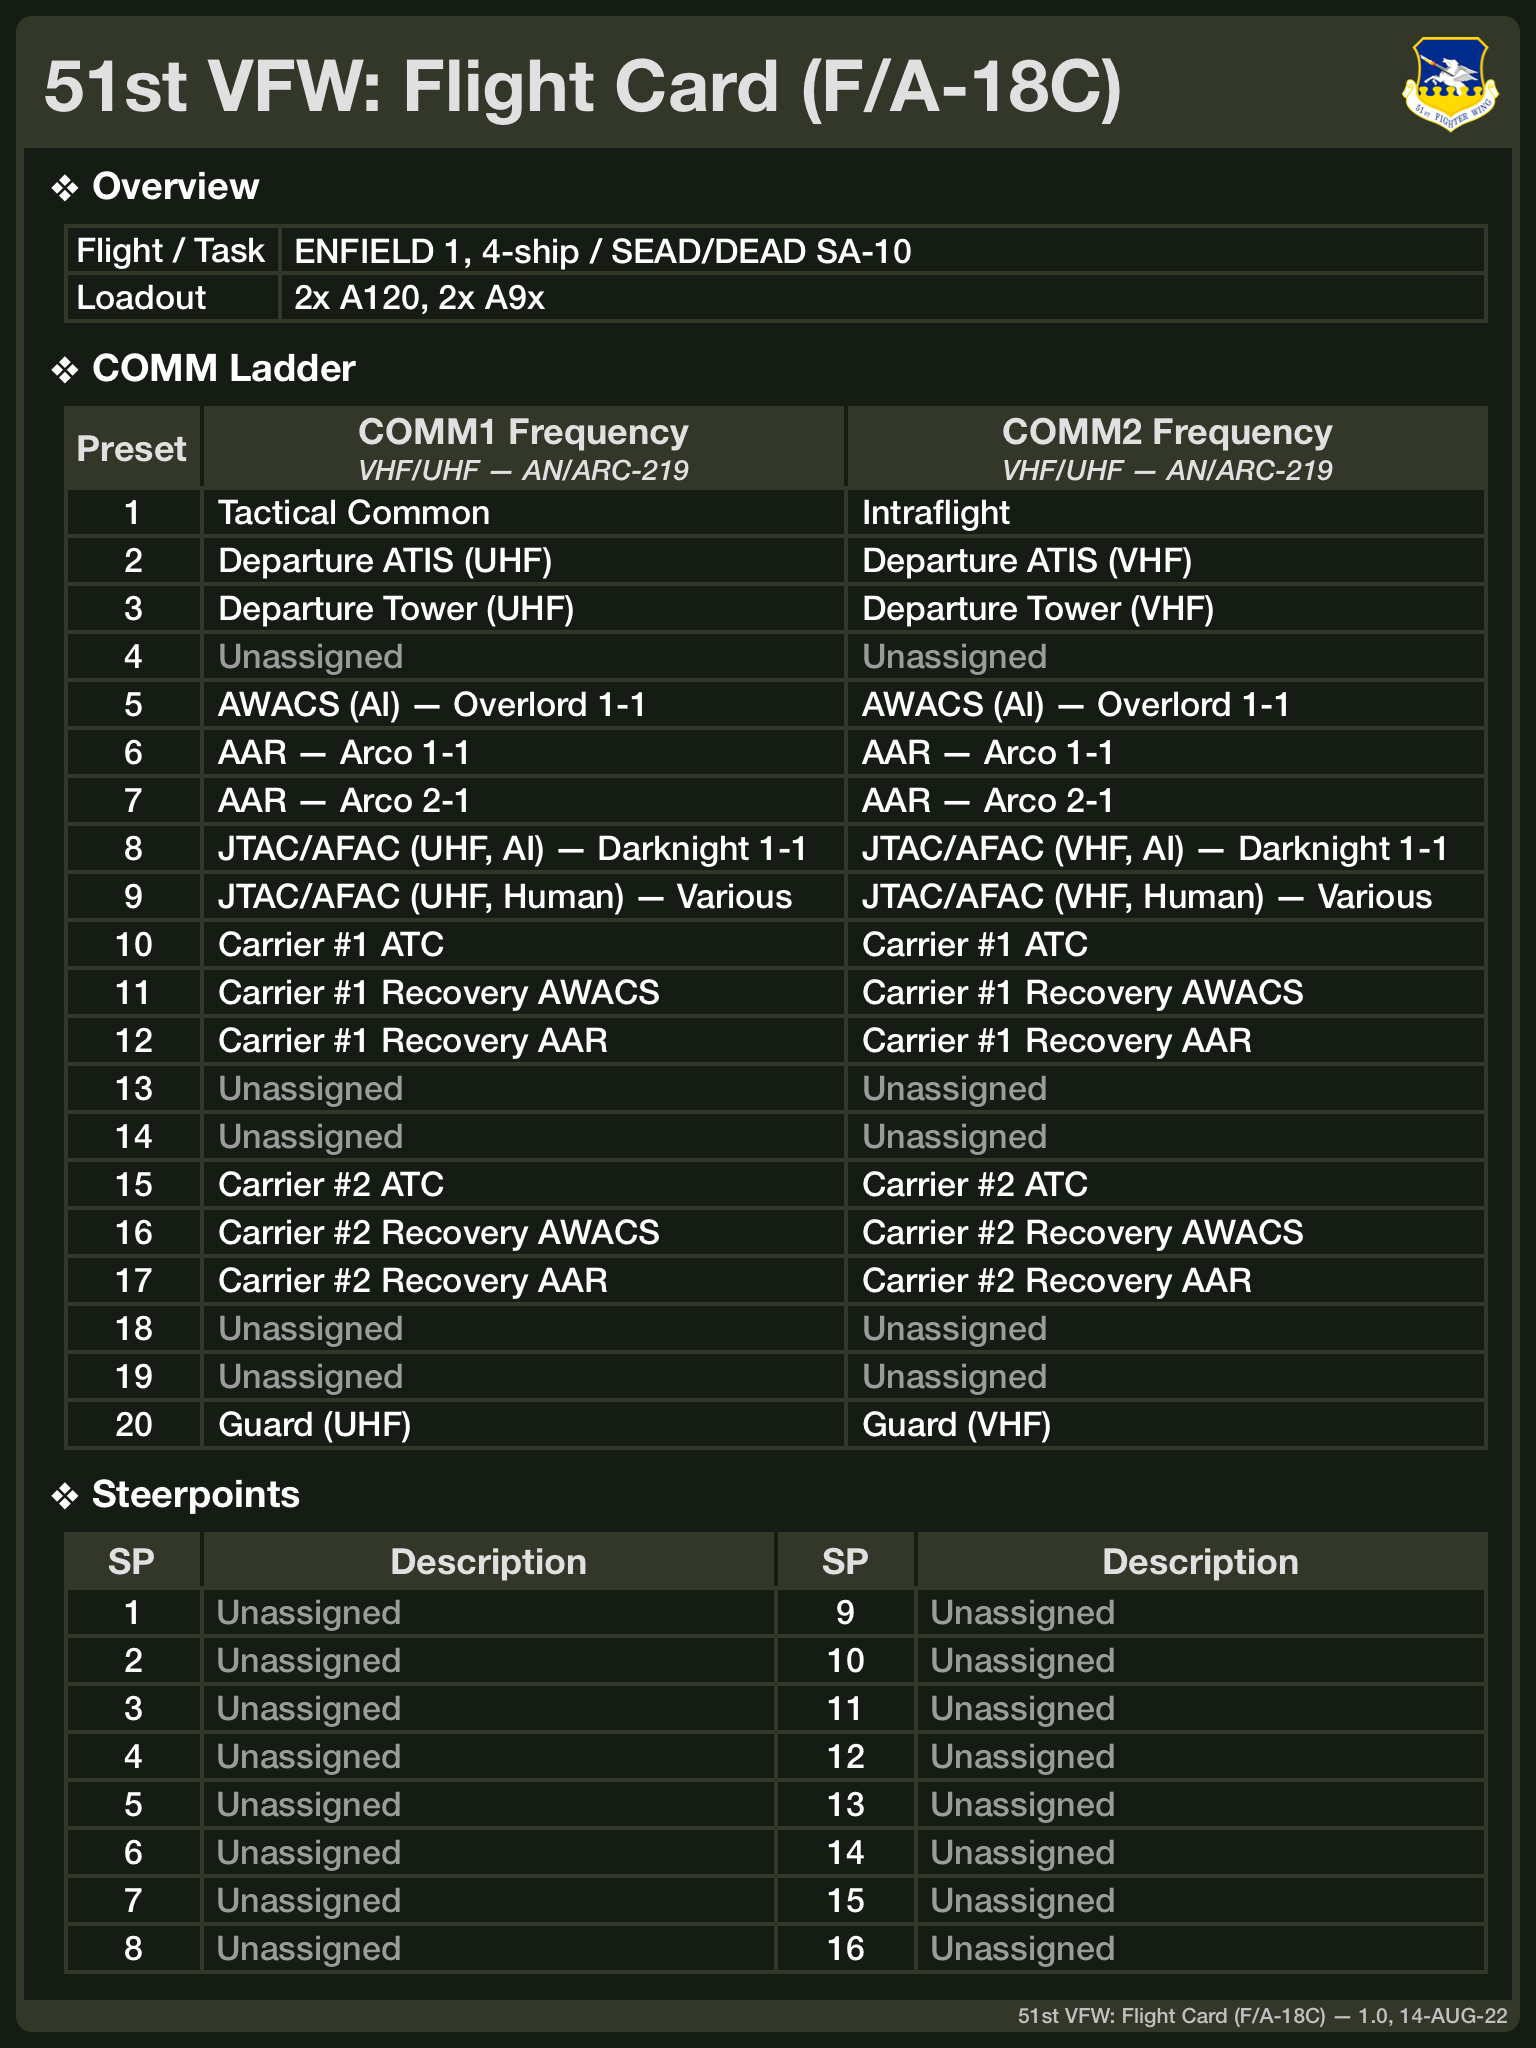 51st VFW: Flight Card (F/A-18C)
51st FIGHTER WING
❖ Overview
Flight / Task ENFIELD 1, 4-ship / SEAD/DEAD SA-10
Loadout 2x A120, 2x A9x
❖ COMM Ladder
Preset COMM1 Frequency COMM2 Frequency
VHF/UHF — AN/ARC-219 VHF/UHF — AN/ARC-219
1 Tactical Common Intraflight
2 Departure ATIS (UHF) Departure ATIS (VHF)
3 Departure Tower (UHF) Departure Tower (VHF)
4 Unassigned Unassigned
5 AWACS (AI) — Overlord 1-1 AWACS (AI) — Overlord 1-1
6 AAR — Arco 1-1 AAR — Arco 1-1
7 AAR — Arco 2-1 AAR — Arco 2-1
8 JTAC/AFAC (UHF, AI) — Darknight 1-1 JTAC/AFAC (VHF, AI) — Darknight 1-1
9 JTAC/AFAC (UHF, Human) — Various JTAC/AFAC (VHF, Human) — Various
10 Carrier #1 ATC Carrier #1 ATC
11 Carrier #1 Recovery AWACS Carrier #1 Recovery AWACS
12 Carrier #1 Recovery AAR Carrier #1 Recovery AAR
13 Unassigned Unassigned
14 Unassigned Unassigned
15 Carrier #2 ATC Carrier #2 ATC
16 Carrier #2 Recovery AWACS Carrier #2 Recovery AWACS
17 Carrier #2 Recovery AAR Carrier #2 Recovery AAR
18 Unassigned Unassigned
19 Unassigned Unassigned
20 Guard (UHF) Guard (VHF)
❖ Steerpoints
SP Description SP Description
1 Unassigned 9 Unassigned
2 Unassigned 10 Unassigned
3 Unassigned 11 Unassigned
4 Unassigned 12 Unassigned
5 Unassigned 13 Unassigned
6 Unassigned 14 Unassigned
7 Unassigned 15 Unassigned
8 Unassigned 16 Unassigned
51st VFW: Flight Card (F/A-18C) — 1.0, 14-AUG-22